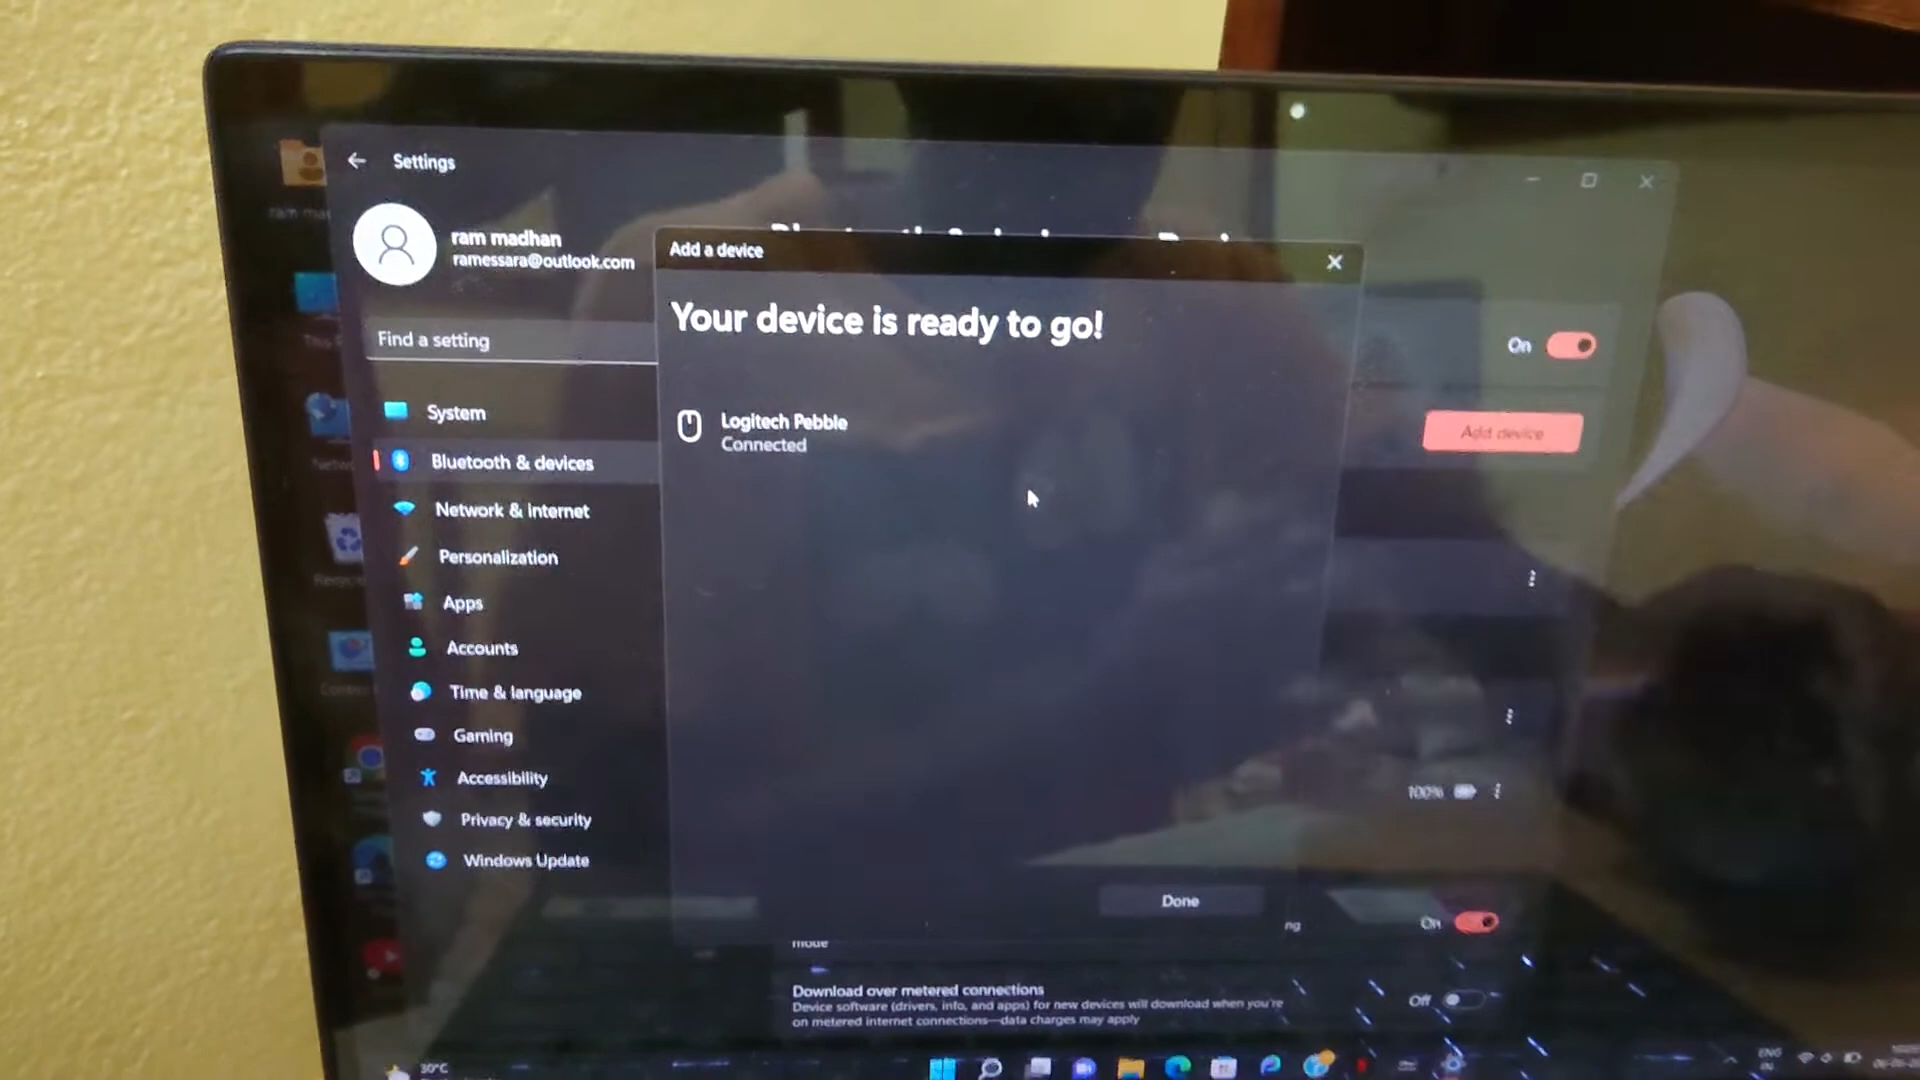 Settings
ram madhan
ramessara@outlook.com
Find a setting
System
Bluetooth & devices
Network & internet
Personalization
Apps
Accounts
Time & language
Gaming
Accessibility
Privacy & security
Windows Update
Add a device
Your device is ready to go!
Logitech Pebble
Connected
Done
On
Add device
100%
ng
On
mode
Download over metered connections
Device software (drivers, info, and apps) for new devices will download when you're
on metered internet connections—data charges may apply
Off
30°C
ENG